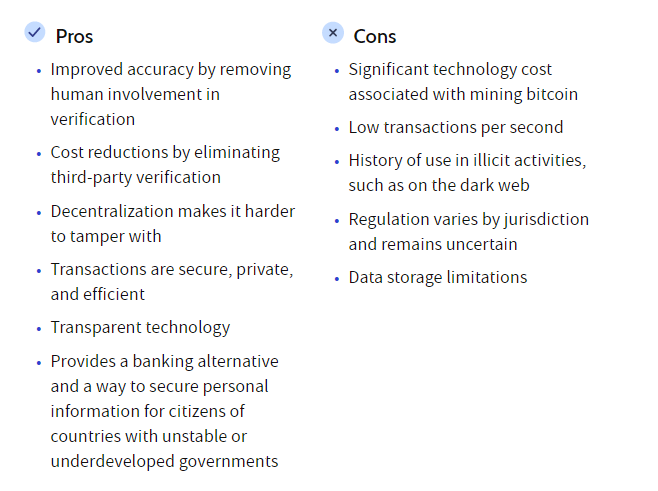 Pros
Improved accuracy by removing
human involvement in
verification
Cost reductions by eliminating
third-party verification
Decentralization makes it harder
to tamper with
Transactions are secure, private,
and efficient
Transparent technology
Provides a banking alternative
and a way to secure personal
information for citizens of
countries with unstable or
underdeveloped governments
Cons
Significant technology cost
associated with mining bitcoin
Low transactions per second
History of use in illicit activities,
such as on the dark web
Regulation varies by jurisdiction
and remains uncertain
Data storage limitations